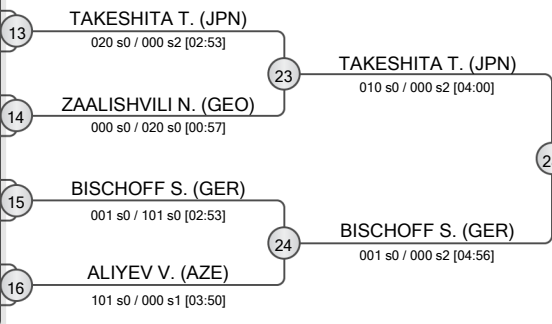 13
TAKESHITA T. (JPN)
020 s0 / 000 s2 [02:53]
23
TAKESHITA T. (JPN)
010 s0 / 000 s2 [04:00]
14
ZAALISHVILI N. (GEO)
000 s0 / 020 s0 [00:57]
15
BISCHOFF S. (GER)
001 s0 / 101 s0 [02:53]
24
BISCHOFF S. (GER)
001 s0 / 000 s2 [04:56]
16
ALIYEV V. (AZE)
101 s0 / 000 s1 [03:50]